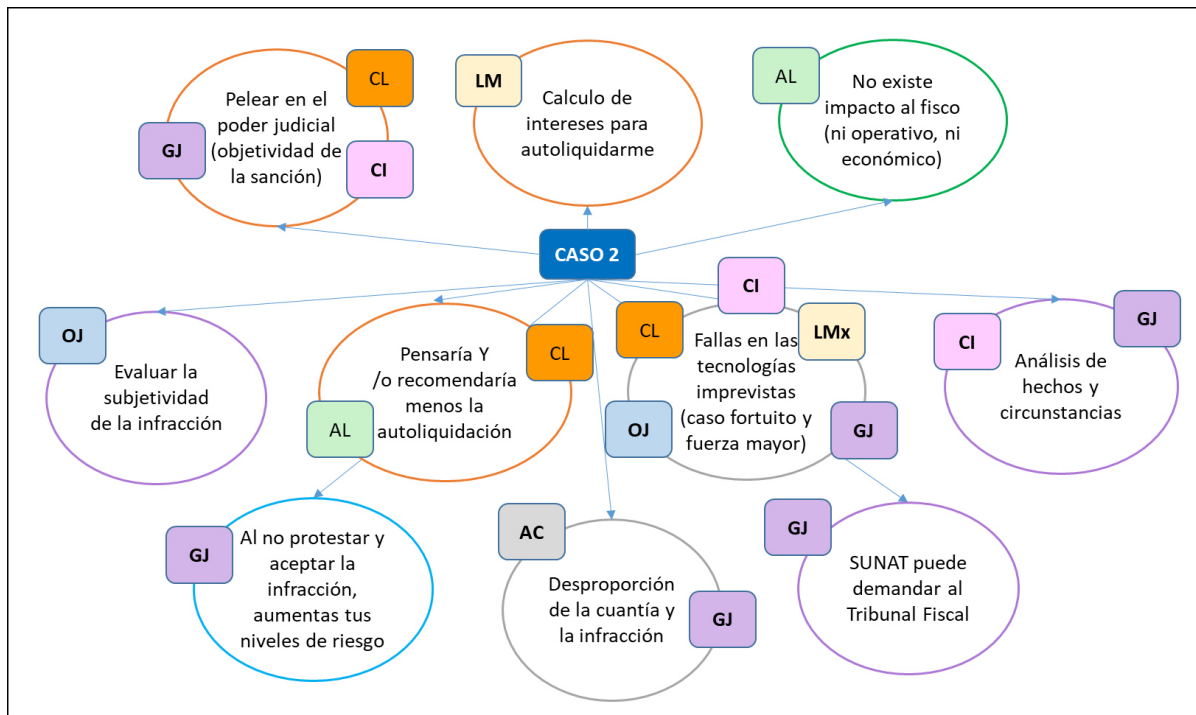 CL
Pelear en el
poder judicial
(objetividad de
la sanción)
GJ
CI
LM
Calculo de
intereses para
autoliquidarme
AL
No existe
impacto al fisco
(ni operativo, ni
económico)
CASO 2
OJ
Evaluar la
subjetividad
de la infracción
Pensaría Y
/o recomendaría
menos la
autoliquidación
CL
AL
CI
CL
LMx
Fallas en las
tecnologías
imprevistas
(caso fortuito y
fuerza mayor)
OJ
GJ
CI
GJ
Análisis de
hechos y
circunstancias
GJ
Al no protestar y
aceptar la
infracción,
aumentas tus
niveles de riesgo
AC
Desproporción
de la cuantía y
la infracción
GJ
GJ
SUNAT puede
demandar al
Tribunal Fiscal